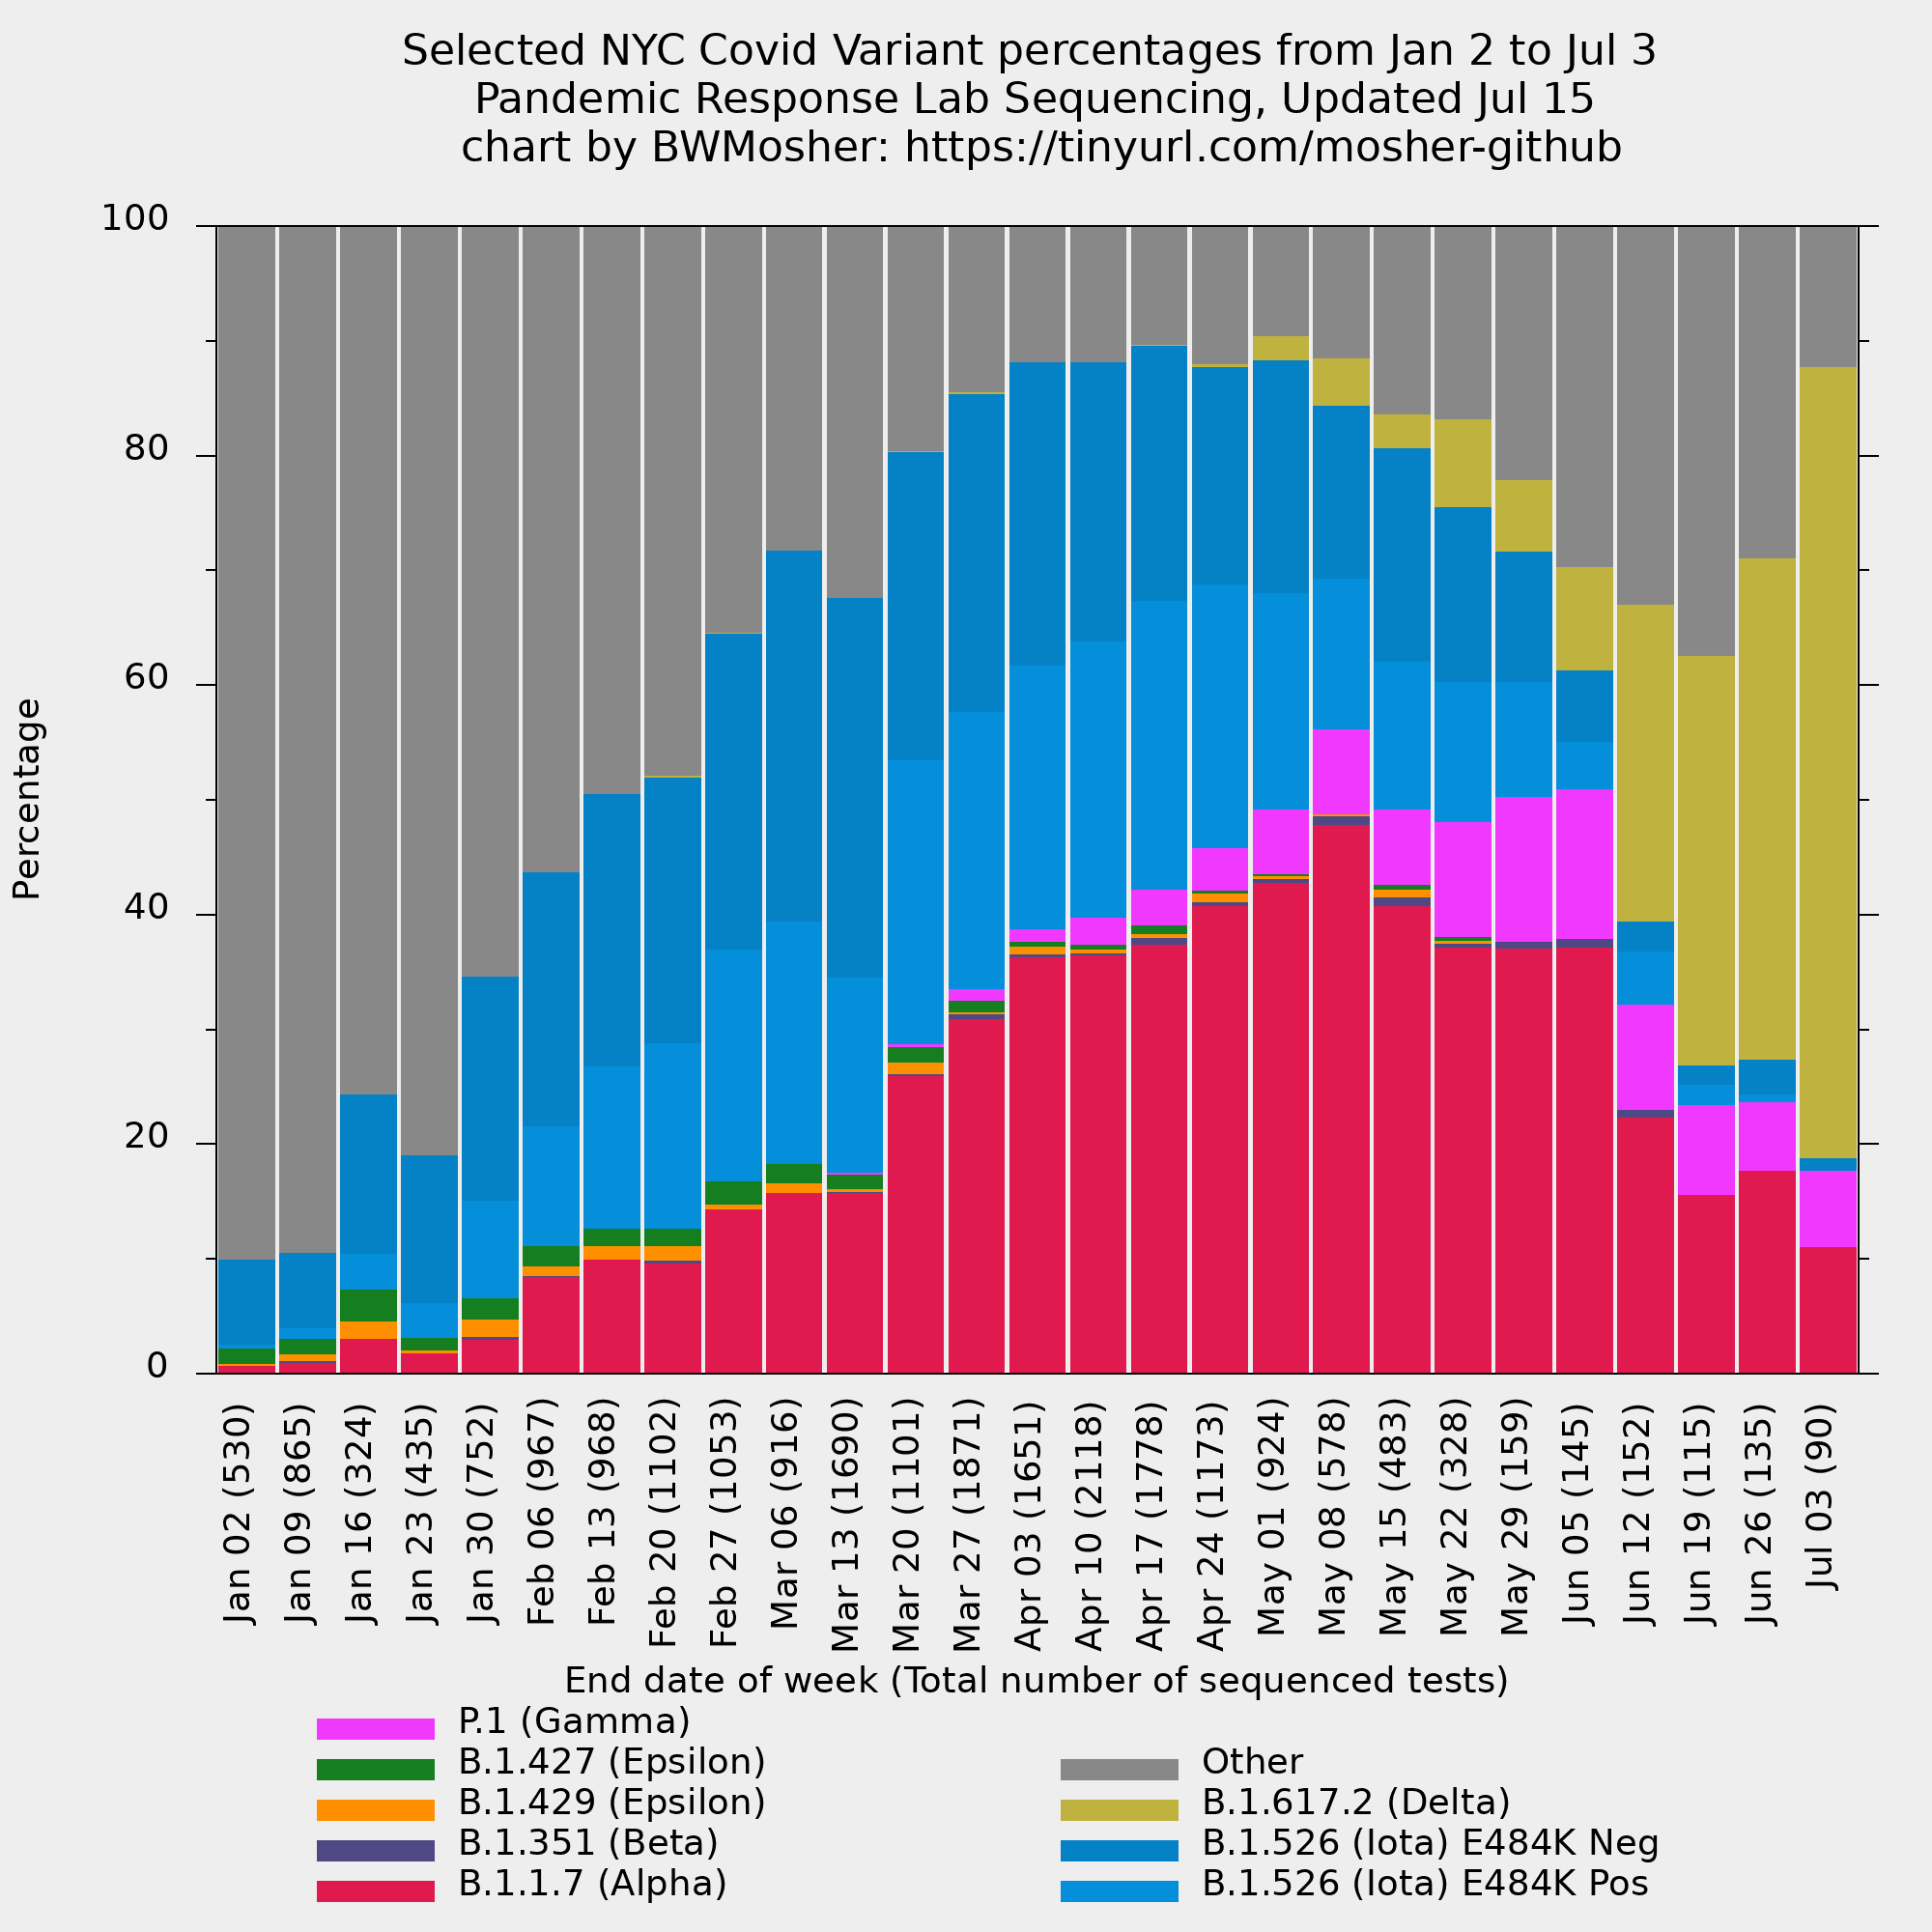 Selected NYC Covid Variant percentages from Jan 2 to Jul 3
Pandemic Response Lab Sequencing, Updated Jul 15
chart by BWMosher: https://tinyurl.com/mosher-github
100
80
60
40
20
0
Percentage
Jan 02 (530)
Jan 09 (865)
Jan 16 (324)
Jan 23 (435)
Jan 30 (752)
Feb 06 (967)
Feb 13 (968)
Feb 20 (1102)
Feb 27 (1053)
Mar 06 (916)
Mar 13 (1690)
Mar 20 (1101)
Mar 27 (1871)
Apr 03 (1651)
Apr 10 (2118)
Apr 17 (1778)
Apr 24 (1173)
May 01 (924)
May 08 (578)
May 15 (483)
May 22 (328)
May 29 (159)
Jun 05 (145)
Jun 12 (152)
Jun 19 (115)
Jun 26 (135)
Jul 03 (90)
End date of week (Total number of sequenced tests)
P.1 (Gamma)
B.1.427 (Epsilon)
B.1.429 (Epsilon)
B.1.351 (Beta)
B.1.1.7 (Alpha)
Other
B.1.617.2 (Delta)
B.1.526 (Iota) E484K Neg
B.1.526 (Iota) E484K Pos